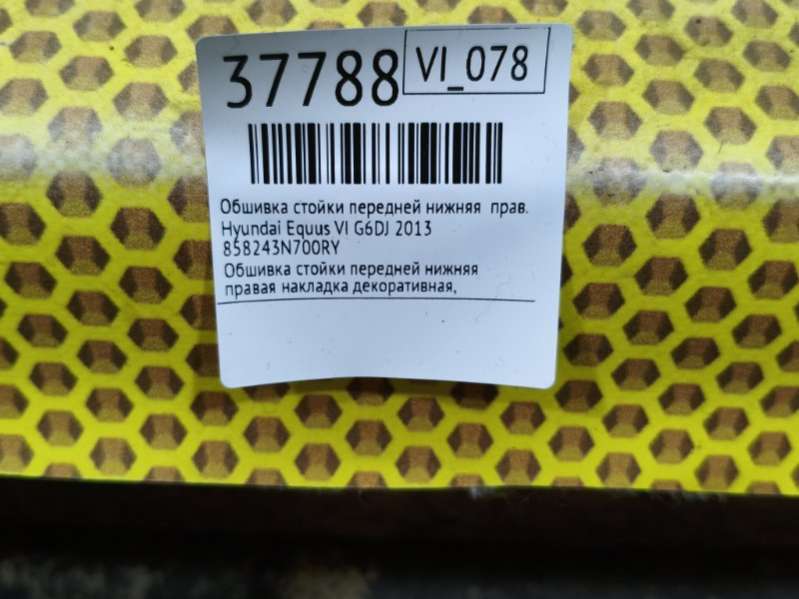 37788 VI_078
Обшивка стойки передней нижняя прав.
Hyundai Equus VI G6DJ 2013
858243N700RY
Обшивка стойки передней нижняя
правая накладка декоративная,